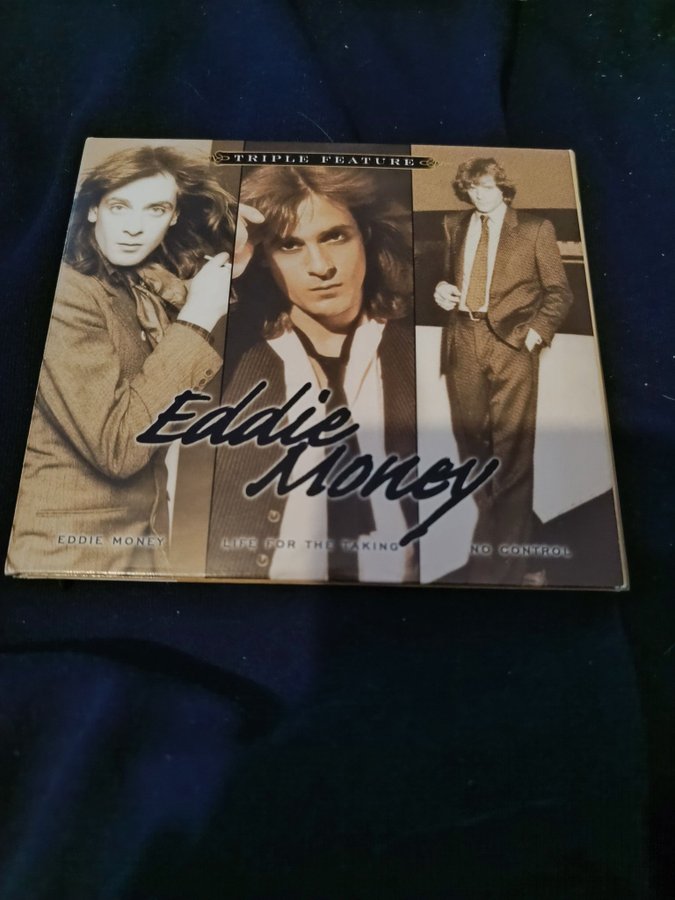 TRIPLE FEATURE
Eddie
Money
EDDIE MONEY
LIFE FOR THE TAKING
NO CONTROL